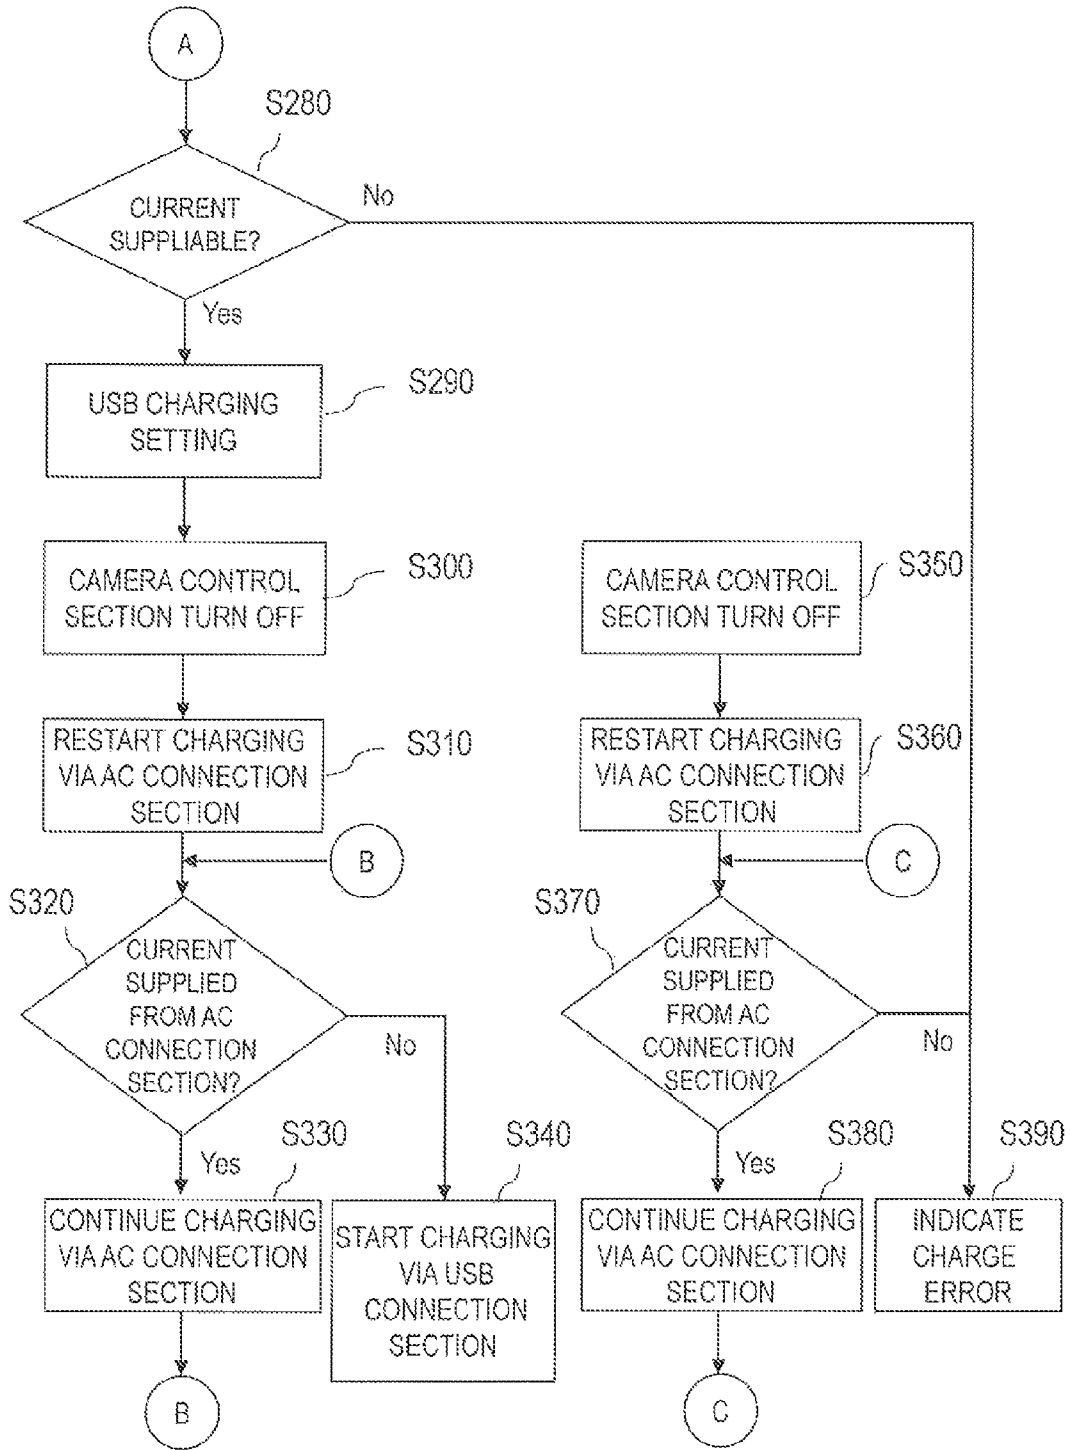 A
S280
CURRENT
SUPPLIABLE?
No
Yes
USB CHARGING
SETTING
S290
CAMERA CONTROL
SECTION TURN OFF
S300
RESTART CHARGING
VIA AC CONNECTION
SECTION
S310
B
S320
CURRENT
SUPPLIED
FROM AC
CONNECTION
SECTION?
No
Yes
S330
CONTINUE CHARGING
VIA AC CONNECTION
SECTION
B
S340
START CHARGING
VIA USB
CONNECTION
SECTION
CAMERA CONTROL
SECTION TURN OFF
S350
RESTART CHARGING
VIA AC CONNECTION
SECTION
S360
C
S370
CURRENT
SUPPLIED
FROM AC
CONNECTION
SECTION?
No
Yes
S380
CONTINUE CHARGING
VIA AC CONNECTION
SECTION
C
S390
INDICATE
CHARGE
ERROR